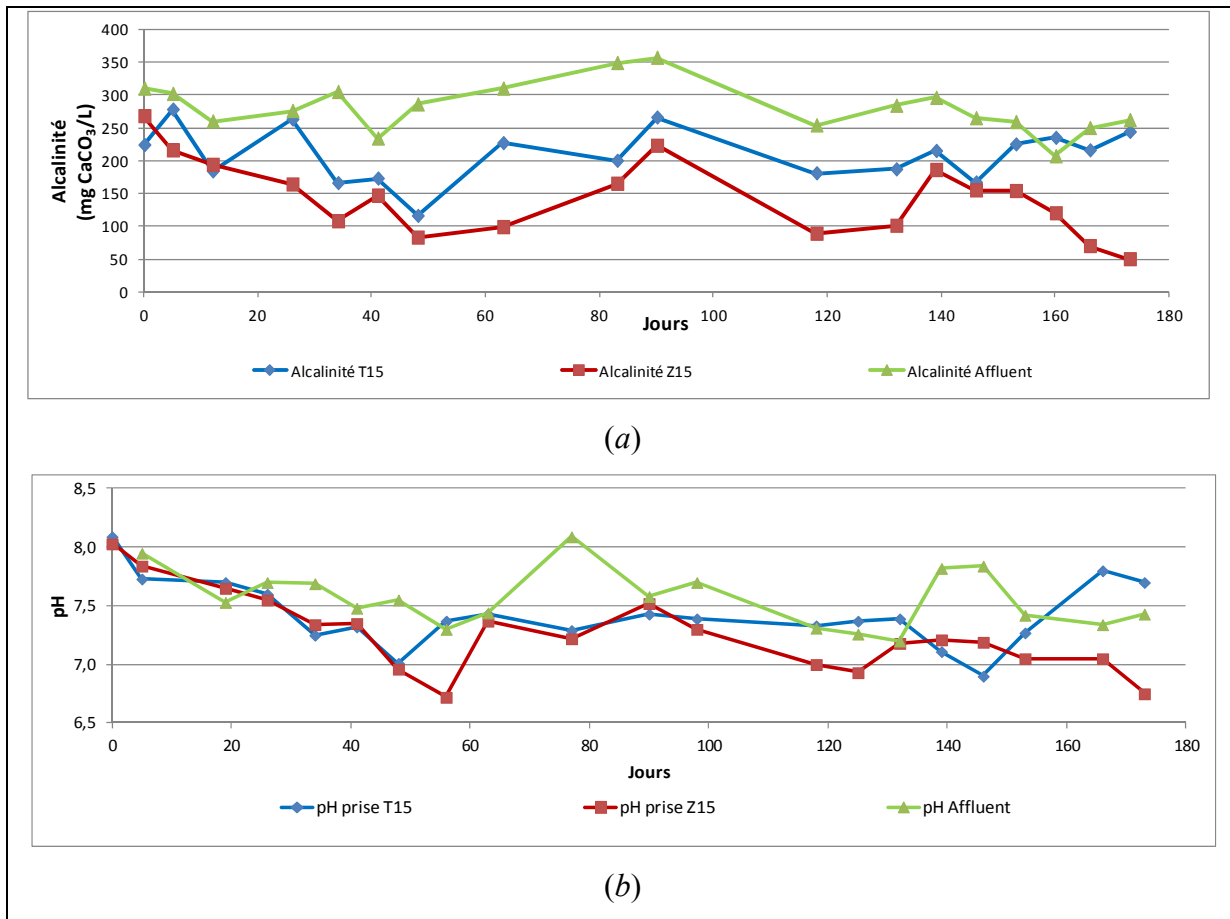 400
350
300
250
200
150
100
50
0
Alcalinité
(mg CaCO₃/L)
0 20 40 60 80 100 120 140 160 180
Jours
Alcalinité T15 Alcalinité Z15 Alcalinité Affluent
(a)
8,5
8,0
7,5
7,0
6,5
pH
0 20 40 60 80 100 120 140 160 180
Jours
pH prise T15 pH prise Z15 pH Affluent
(b)